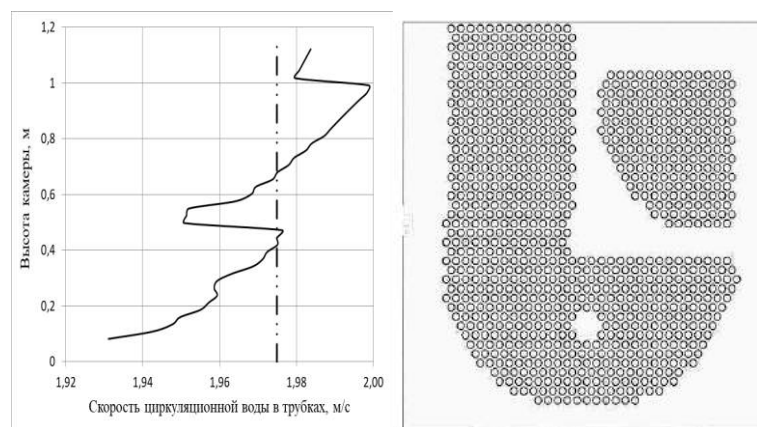 1,2
1
0,8
0,6
0,4
0,2
0
Высота камеры, м
1,92 1,94 1,96 1,98 2,00
Скорость циркуляционной воды в трубках, м/с